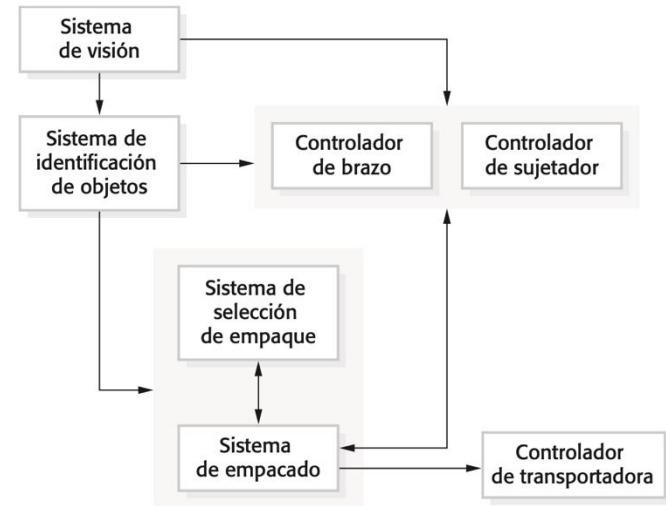 Sistema
de visión
Sistema de
identificación
de objetos
Controlador
de brazo
Controlador
de sujetador
Sistema de
selección
de empaque
Sistema
de empacado
Controlador
de transportadora